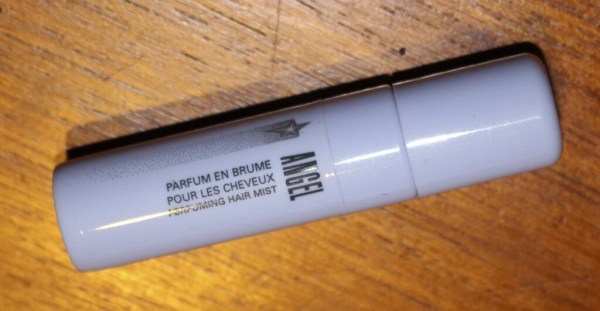 ANGEL
PARFUM EN BRUME
POUR LES CHEVEUX
PERFUMING HAIR MIST